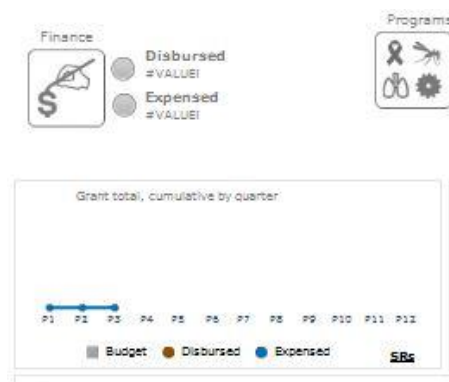 Finance
Programs
Disbursed
#VALUE!
Expensed
#VALUE!
$
Grant total, cumulative by quarter
P1 P2 P3 P4 P5 P6 P7 P8 P9 P10 P11 P12
Budget Disbursed Expensed
SRs